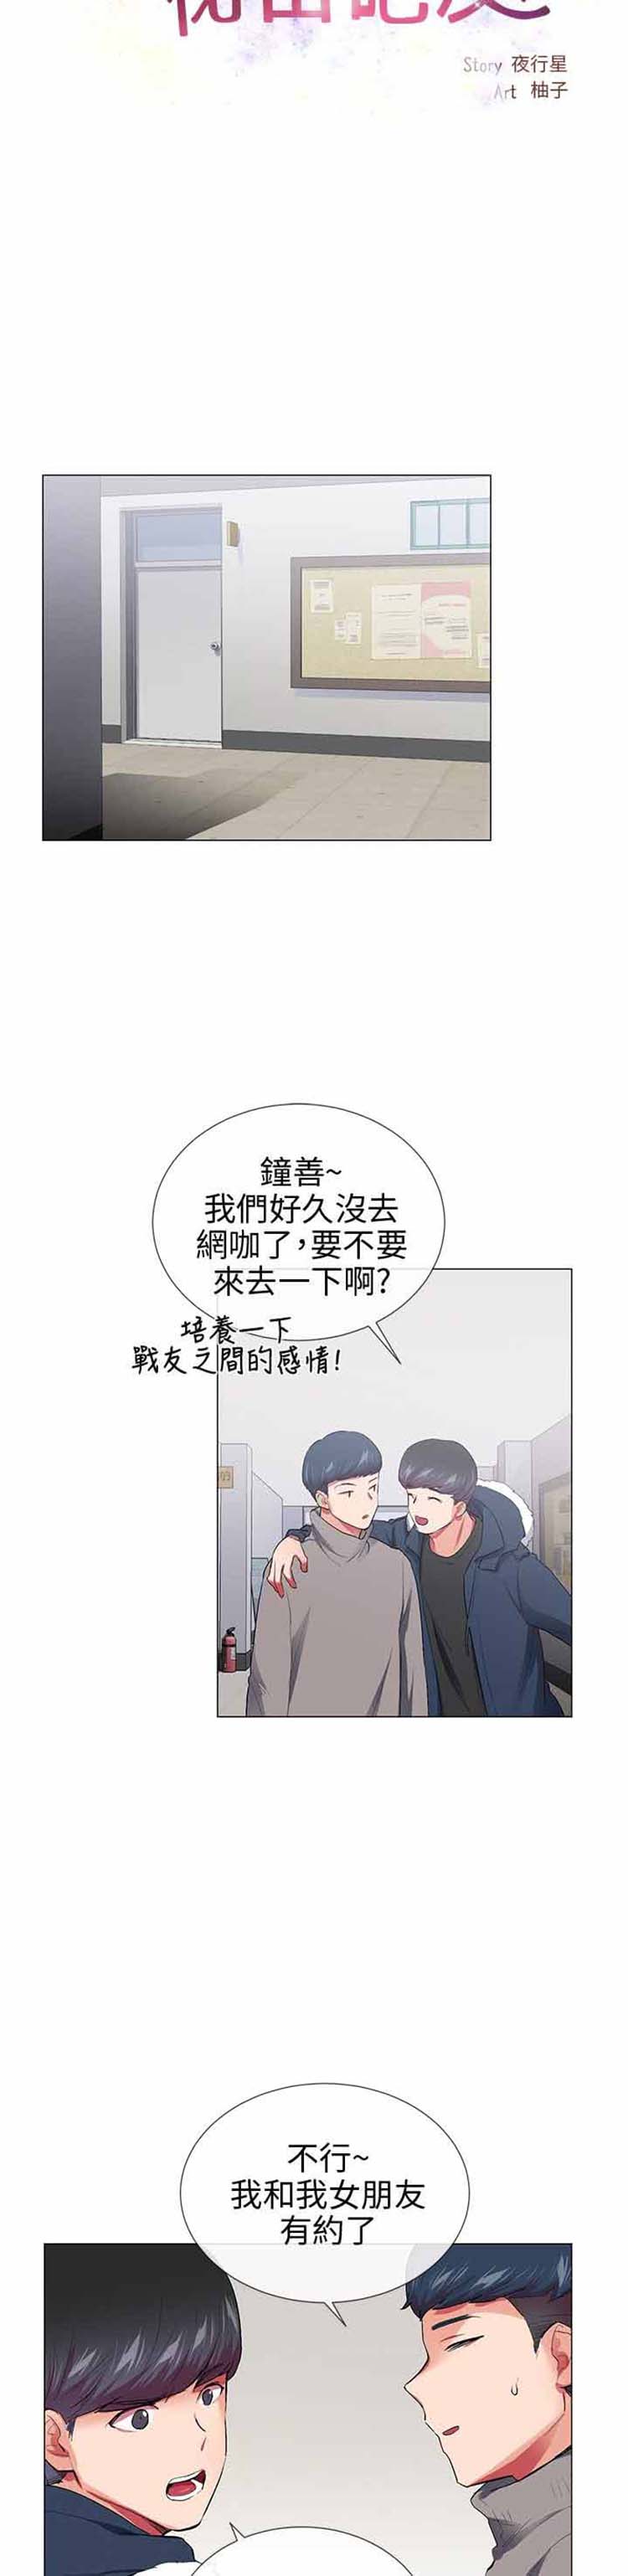 Story 夜行星
Art 柚子
鐘善~
我們好久沒去
網咖了,要不要
來去一下啊?
培養一下
戰友之間的感情!
不行~
我和我女朋友
有約了